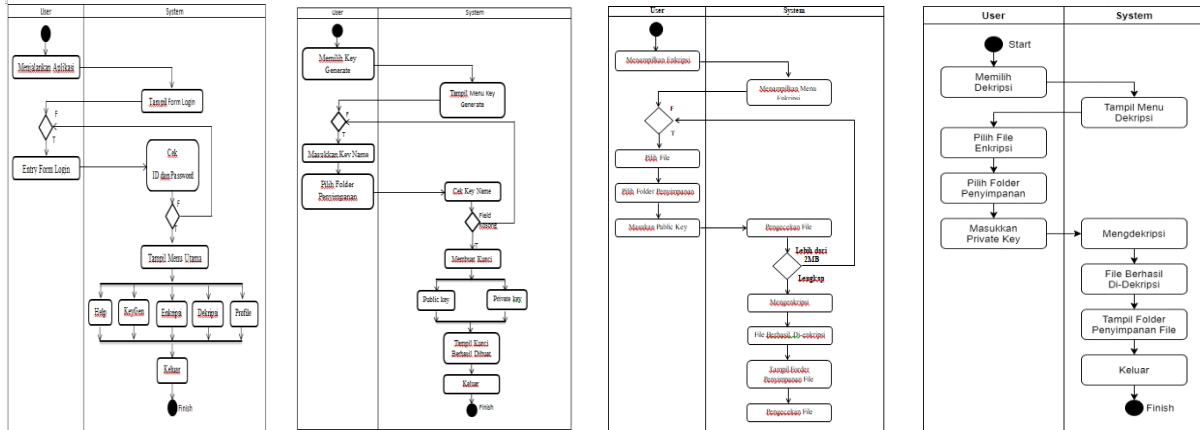 User
System
Menjalankan Aplikasi
Tampil Form Login
F
T
Entry Form Login
Cek
ID dan Password
F
T
Tampil Menu Utama
Help
KeyGen
Enkripsi
Dekripsi
Profile
Keluar
Finish
User
System
Memilih Key
Generate
Tampil Menu Key
Generate
F
T
Masukkan Key Name
Pilih Folder
Penyimpanan
Cek Key Name
Field
Kosong
T
Membuat Kunci
Public key
Private key
Tampil Kunci
Berhasil Dibuat
Keluar
Finish
User
System
Menampilkan Enkripsi
Menampilkan Menu
Enkripsi
F
T
Pilih File
Pilih Folder Penyimpanan
Masukan Public Key
Pengecekan File
Lebih dari
2MB
Lengkap
Mengenkripsi
File Berhasil Di-enkripsi
Tampil Forder
Penyimpanan File
Pengecekan File
User
System
Start
Memilih
Dekripsi
Tampil Menu
Dekripsi
Pilih File
Enkripsi
Pilih Folder
Penyimpanan
Masukkan
Private Key
Mengdekripsi
File Berhasil
Di-Dekripsi
Tampil Folder
Penyimpanan File
Keluar
Finish